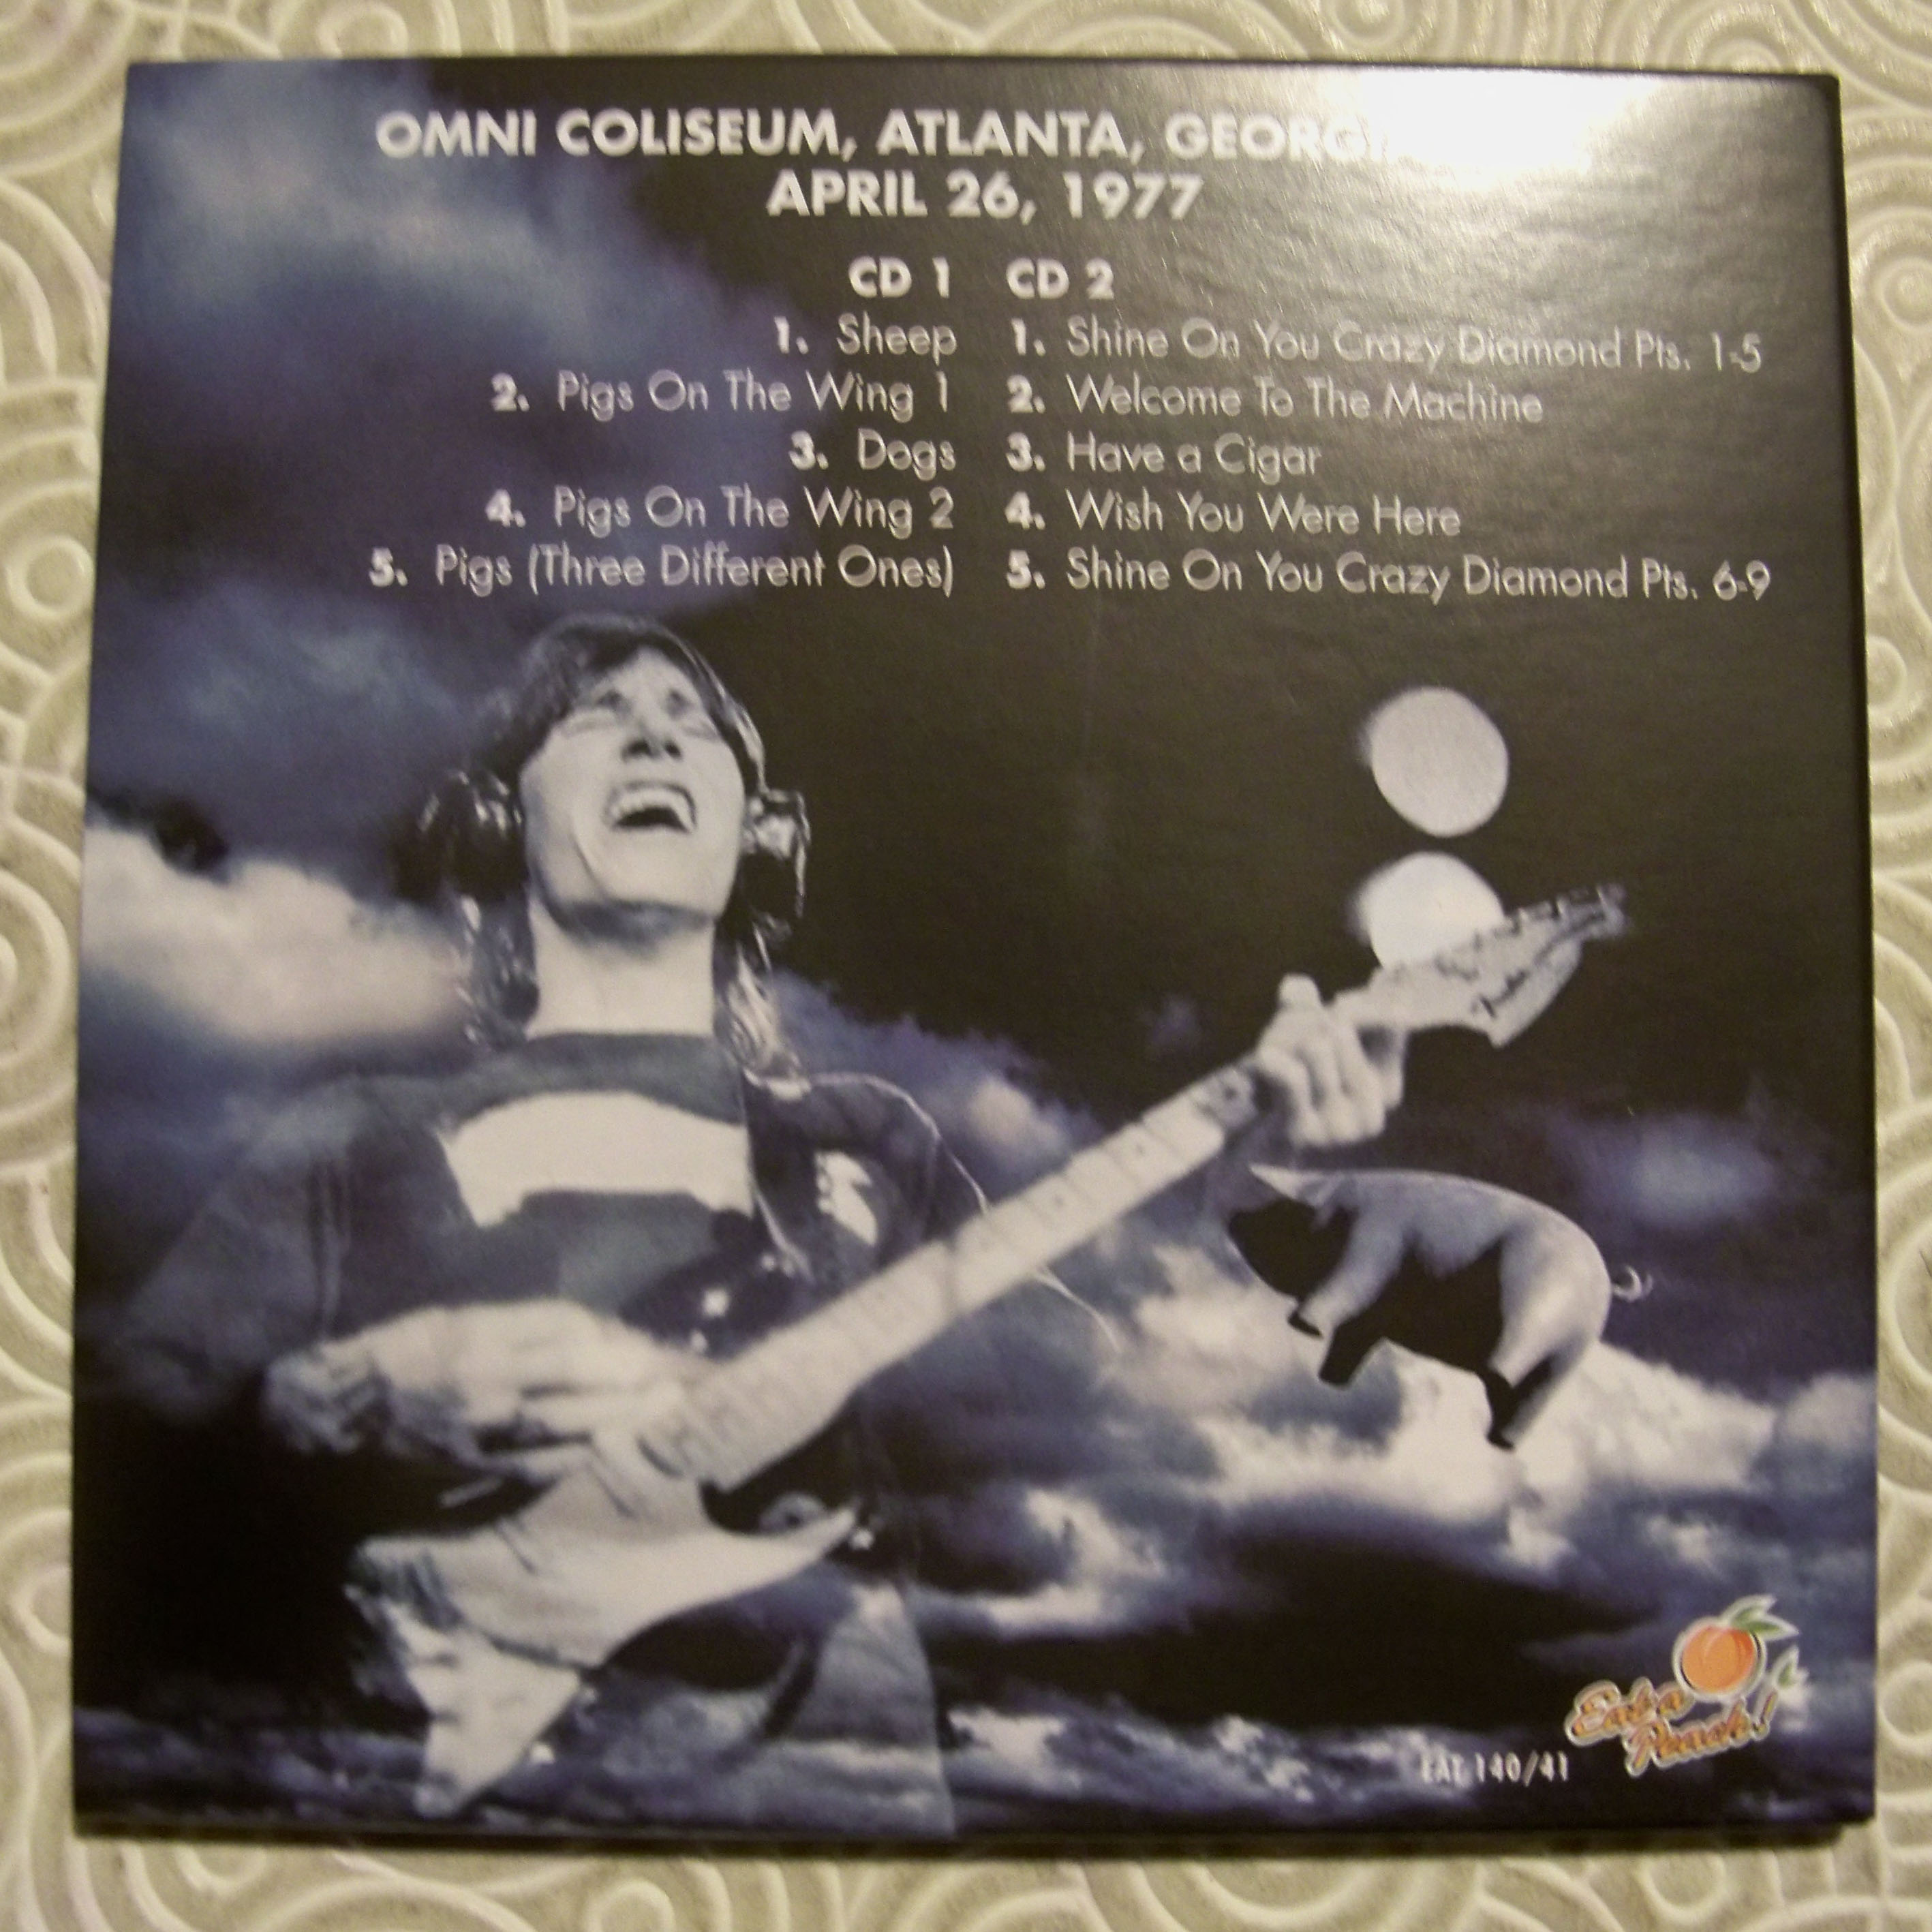 OMNI COLISEUM, ATLANTA,
APRIL 26, 1977
CD 1
1. Sheep
2. Pigs On The Wing 1
3. Dogs
4. Pigs On The Wing 2
5. Pigs (Three Different Ones)
CD 2
1. Shine On You Crazy Diamond Pts. 1-5
2. Welcome To The Machine
3. Have a Cigar
4. Wish You Were Here
5. Shine On You Crazy Diamond Pts. 6-9
Fender
Eat a
Peach!
EAT 140/41